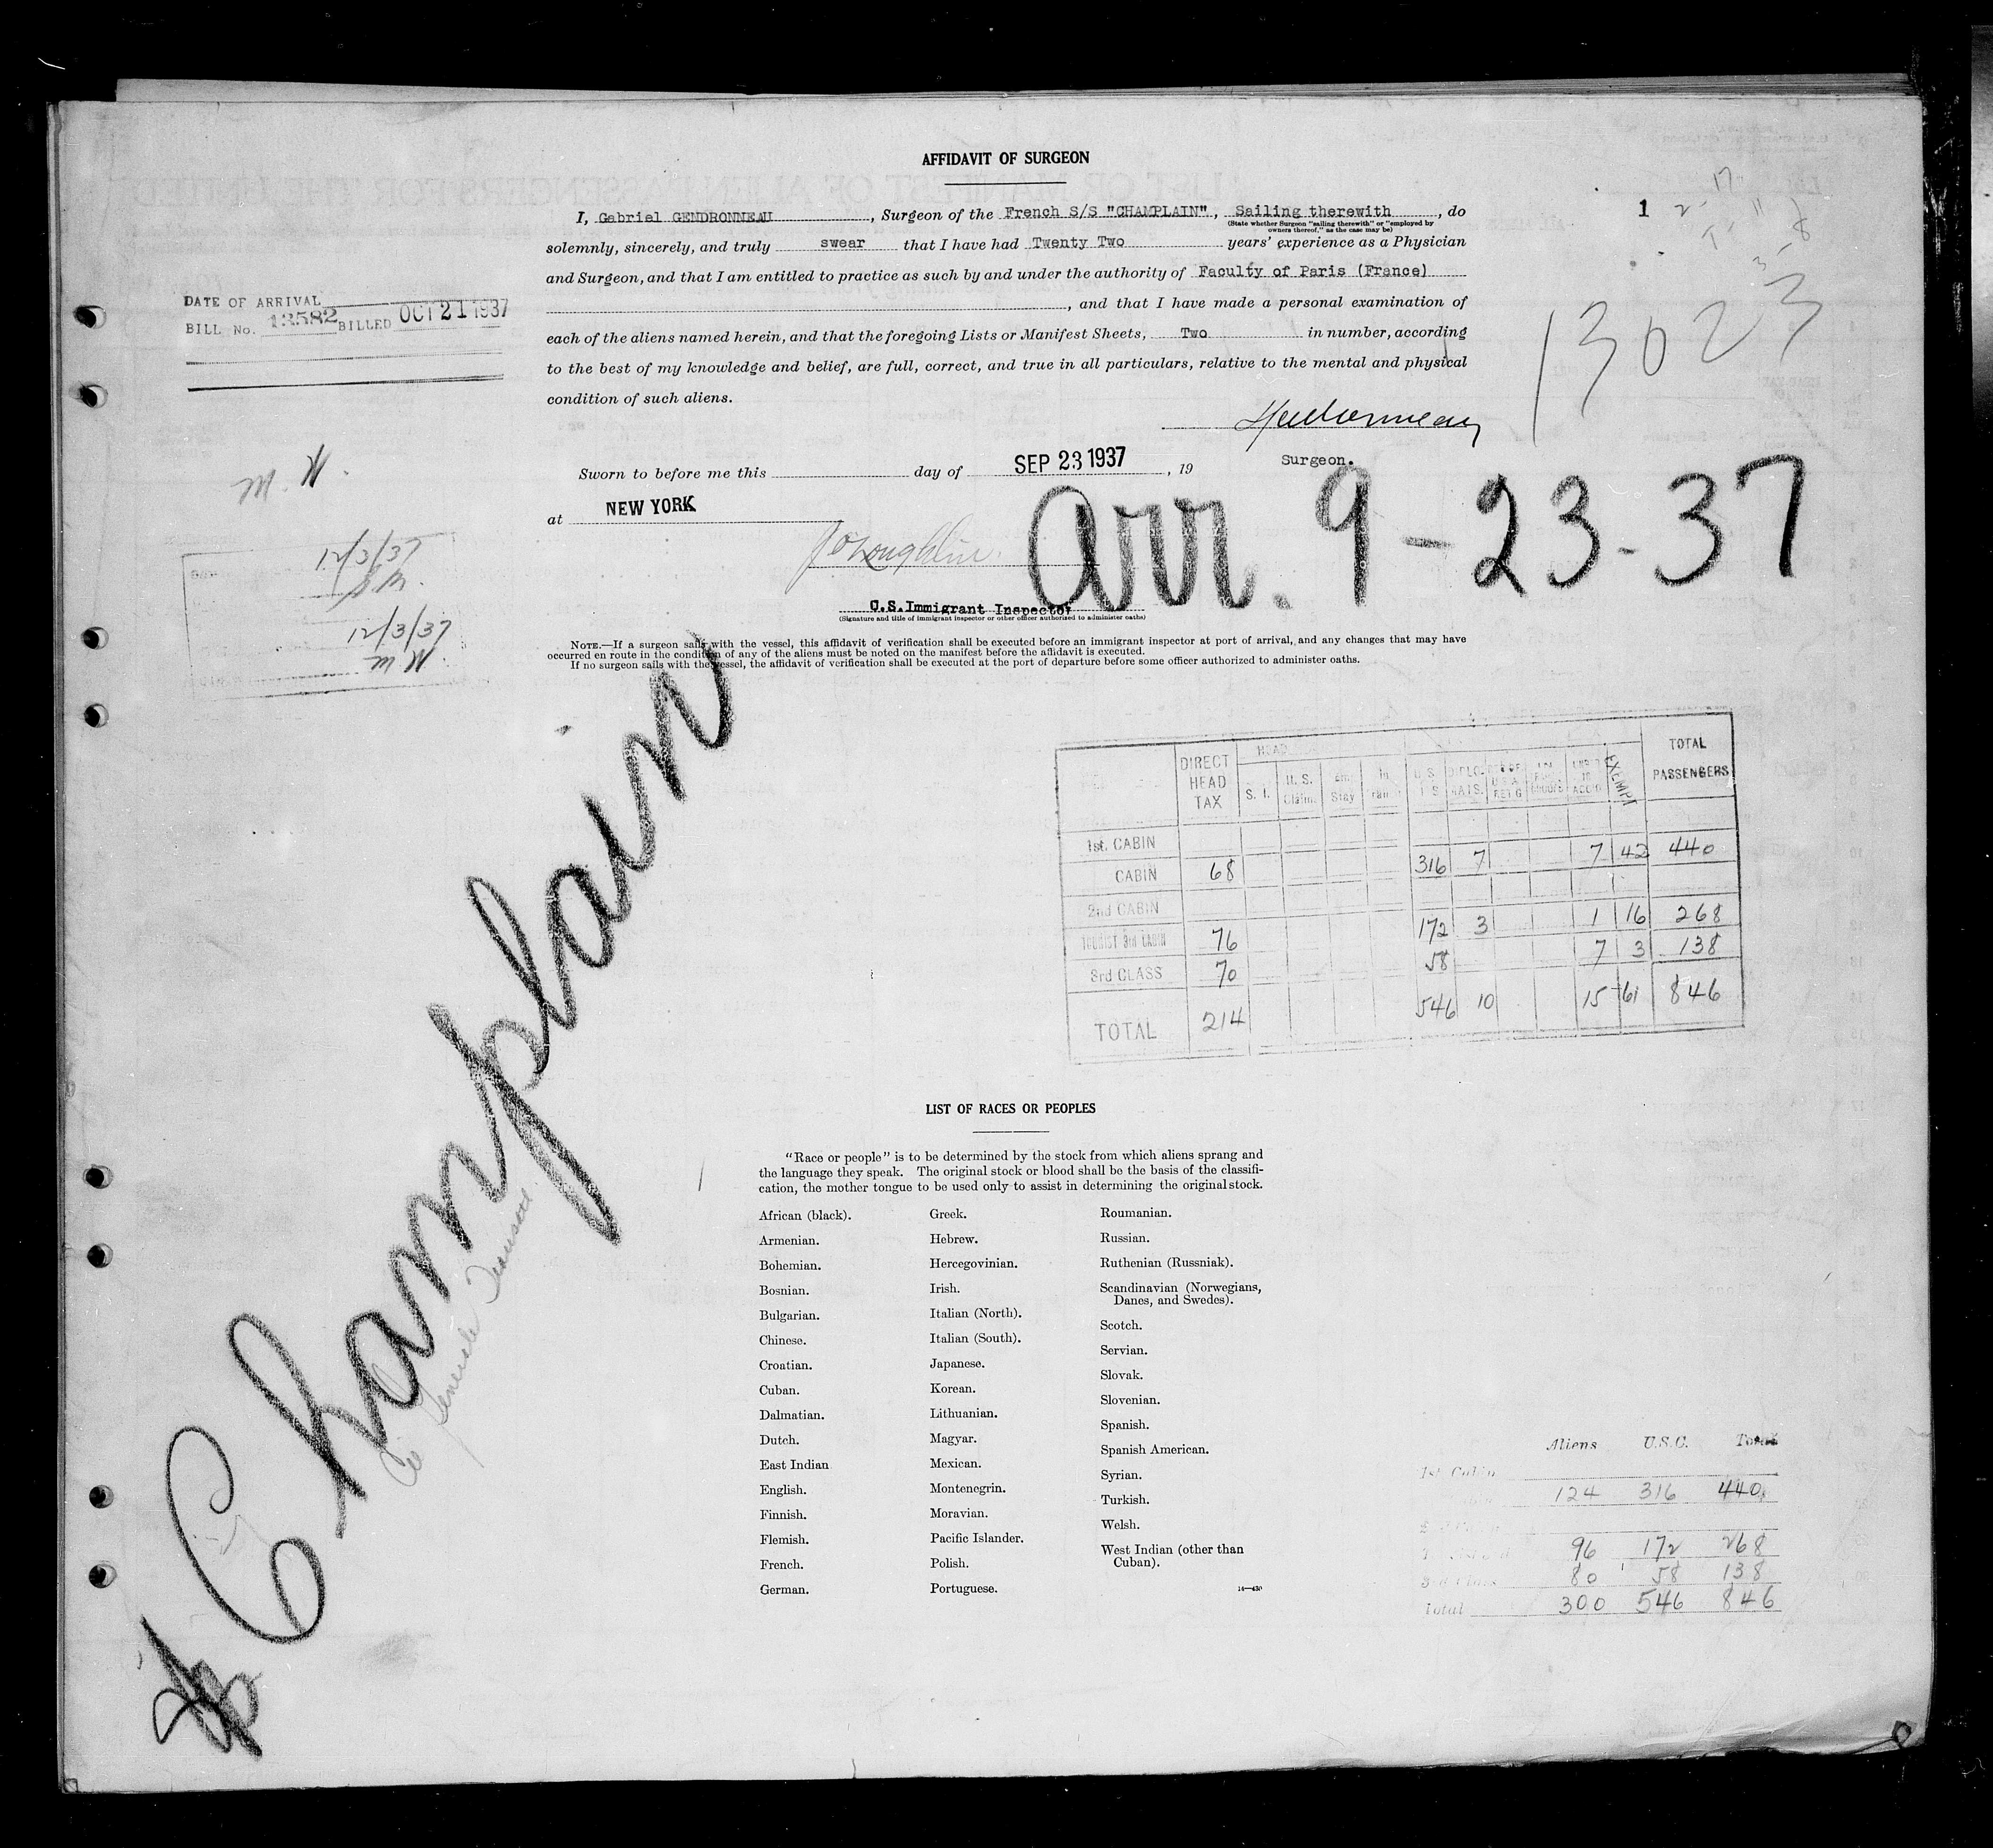 AFFIDAVIT OF SURGEON
I, Gabriel GENDRONNEAU, Surgeon of the French S/S "CHAMPLAIN", Sailing therewith, do
(State whether Surgeon "sailing therewith" or "employed by
owners thereof," as the case may be)
solemnly, sincerely, and truly swear that I have had Twenty Two years' experience as a Physician
and Surgeon, and that I am entitled to practice as such by and under the authority of Faculty of Paris (France)
, and that I have made a personal examination of
each of the aliens named herein, and that the foregoing Lists or Manifest Sheets, Two in number, according
to the best of my knowledge and belief, are full, correct, and true in all particulars, relative to the mental and physical
condition of such aliens.
1
13023
DATE OF ARRIVAL
BILL No. 13582 BILLED OCT 21 1937
Surgeon.
Sworn to before me this day of SEP 23 1937, 19
at NEW YORK
arr. 9-23-37
M. W.
12/3/37
12/3/37
M W.
U.S. Immigrant Inspector
(Signature and title of immigrant inspector or other officer authorized to administer oaths)
NOTE.—If a surgeon sails with the vessel, this affidavit of verification shall be executed before an immigrant inspector at port of arrival, and any changes that may have
occurred en route in the condition of any of the aliens must be noted on the manifest before the affidavit is executed.
If no surgeon sails with the vessel, the affidavit of verification shall be executed at the port of departure before some officer authorized to administer oaths.
Champlain
DIRECT HEAD TAX HEAD S. I. U. S. Claim. Stay U S DIPLO EXEMPT TOTAL PASSENGERS
1st. CABIN
CABIN 68 316 7 7 42 440
2nd CABIN
TOURIST 3rd CABIN 76 172 3 1 16 268
3rd CLASS 70 58 7 3 138
TOTAL 214 546 10 15 61 846
LIST OF RACES OR PEOPLES
"Race or people" is to be determined by the stock from which aliens sprang and
the language they speak. The original stock or blood shall be the basis of the classifi-
cation, the mother tongue to be used only to assist in determining the original stock.
African (black).
Armenian.
Bohemian.
Bosnian.
Bulgarian.
Chinese.
Croatian.
Cuban.
Dalmatian.
Dutch.
East Indian
English.
Finnish.
Flemish.
French.
German.
Greek.
Hebrew.
Hercegovinian.
Irish.
Italian (North).
Italian (South).
Japanese.
Korean.
Lithuanian.
Magyar.
Mexican.
Montenegrin.
Moravian.
Pacific Islander.
Polish.
Portuguese.
Roumanian.
Russian.
Ruthenian (Russniak).
Scandinavian (Norwegians,
Danes, and Swedes).
Scotch.
Servian.
Slovak.
Slovenian.
Spanish.
Spanish American.
Syrian.
Turkish.
Welsh.
West Indian (other than
Cuban).
Aliens U.S.C. Total
1st Cabin
124 316 440
96 172 268
3rd Class 80 58 138
Total 300 546 846